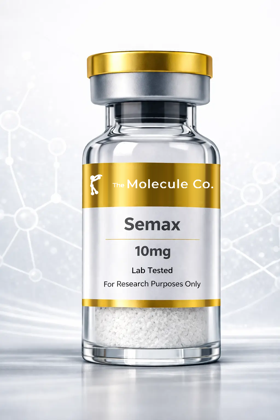 The Molecule Co.
Semax
10mg
Lab Tested
For Research Purposes Only